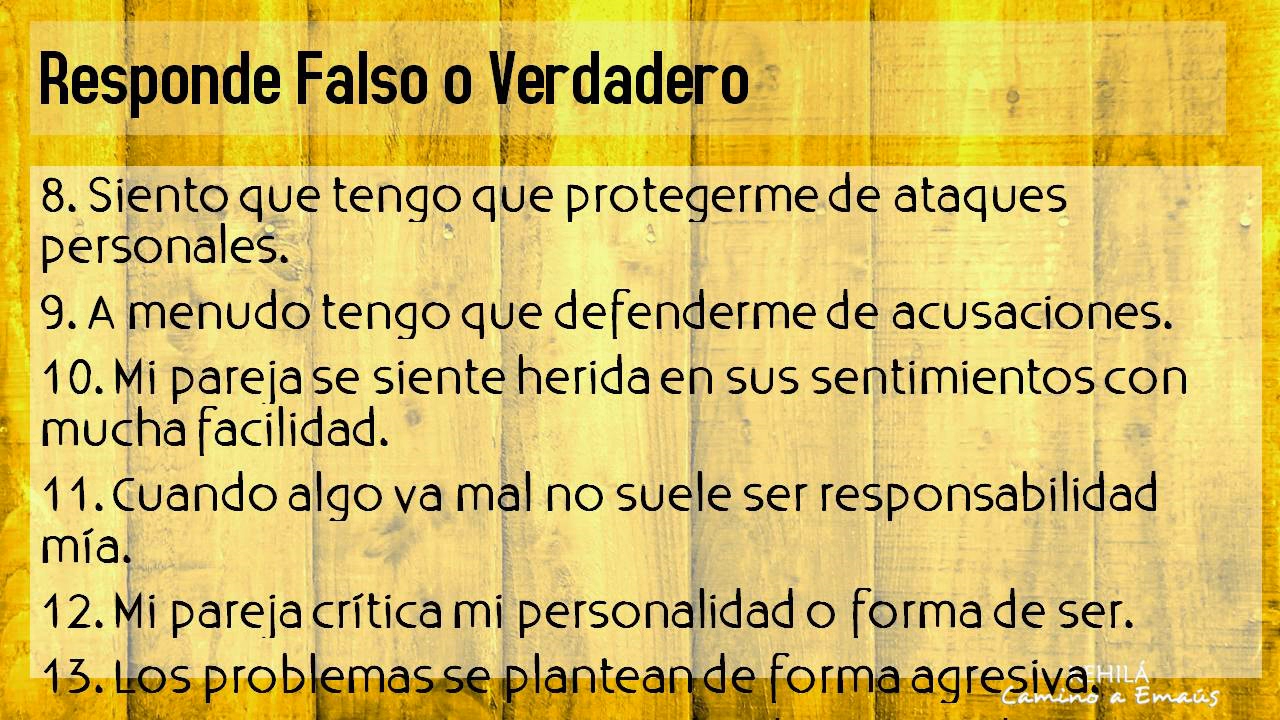 Responde Falso o Verdadero
8. Siento que tengo que protegerme de ataques
personales.
9. A menudo tengo que defenderme de acusaciones.
10. Mi pareja se siente herida en sus sentimientos con
mucha facilidad.
11. Cuando algo va mal no suele ser responsabilidad
mía.
12. Mi pareja crítica mi personalidad o forma de ser.
13. Los problemas se plantean de forma agresiva.
KEHILÁ
Camino a Emaús